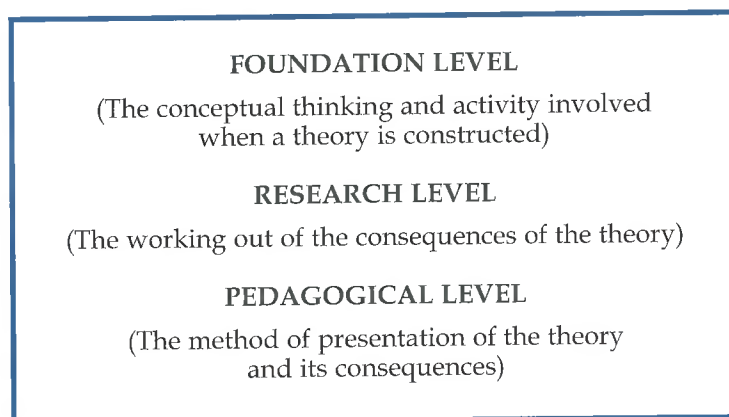 FOUNDATION LEVEL
(The conceptual thinking and activity involved
when a theory is constructed)
RESEARCH LEVEL
(The working out of the consequences of the theory)
PEDAGOGICAL LEVEL
(The method of presentation of the theory
and its consequences)